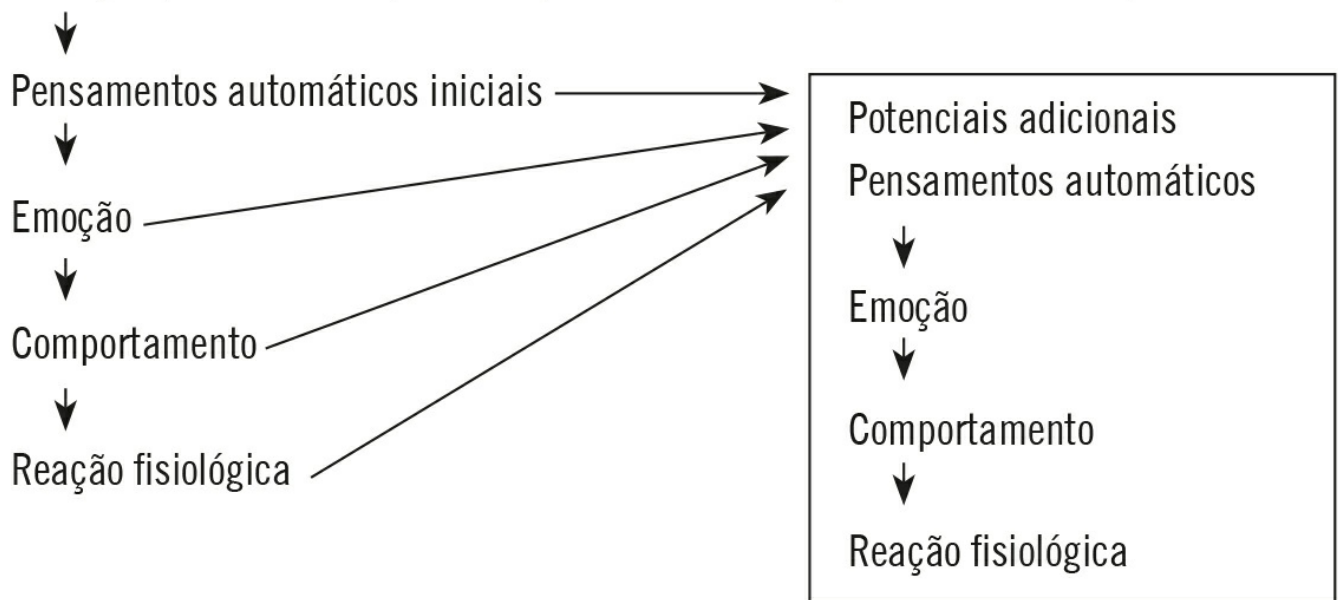 Pensamentos automáticos iniciais
Emoção
Comportamento
Reação fisiológica
Potenciais adicionais
Pensamentos automáticos
Emoção
Comportamento
Reação fisiológica